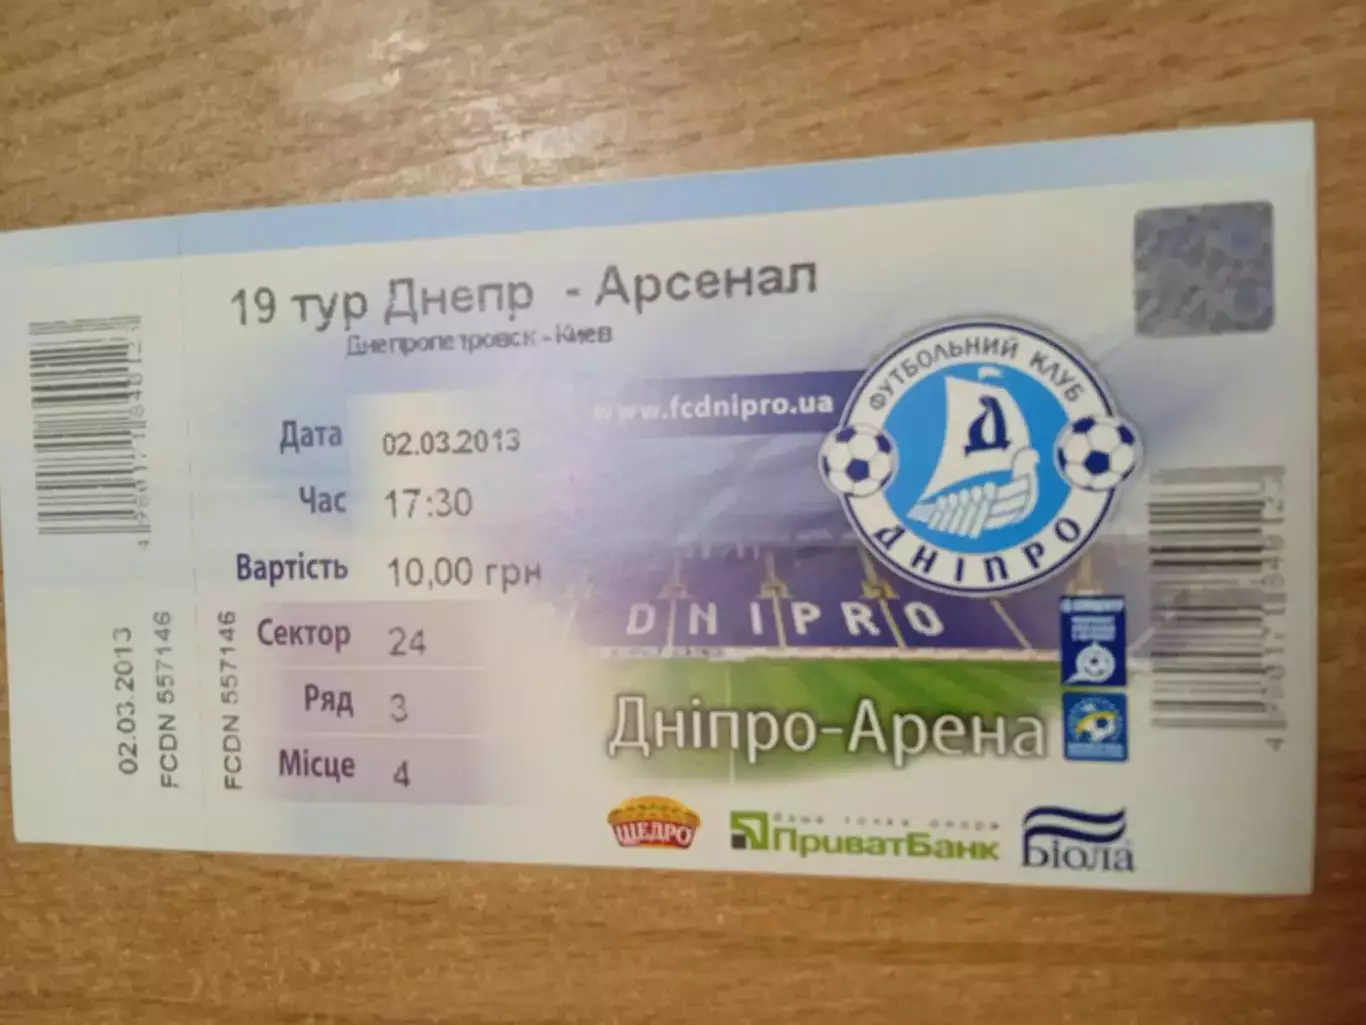 19 тур Днепр - Арсенал
Днепропетровск - Киев
www.fcdnipro.ua
ФУТБОЛЬНИЙ КЛУБ
Д
ДНІПРО
Дата 02.03.2013
Час 17:30
Вартість 10,00 грн
Сектор 24
Ряд 3
Місце 4
DNIPRO
Дніпро-Арена
ЩЕДРО
ПриватБанк
Біола
02.03.2013
FCDN 557146
FCDN 557146